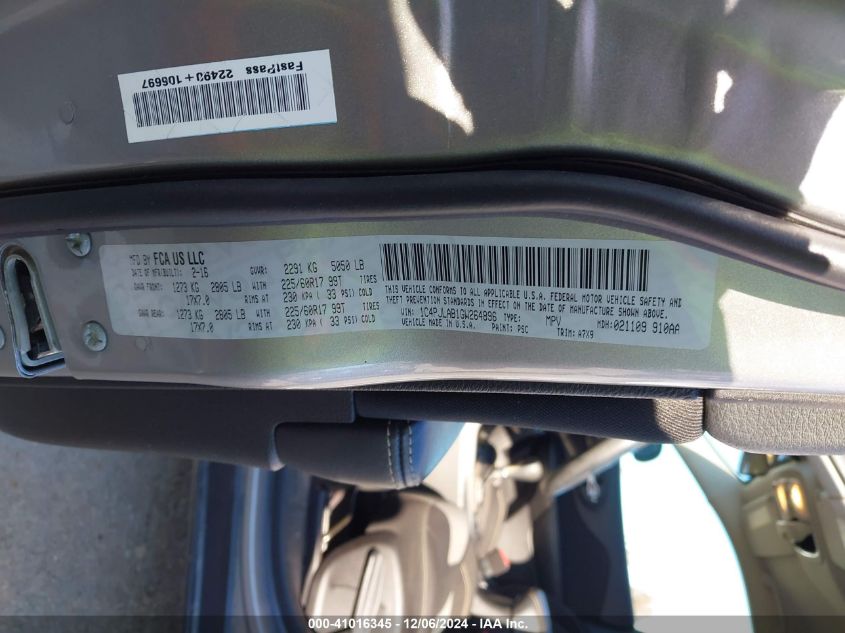 FastPass 22490+106697
MFD BY FCA US LLC
DATE OF MFR/BUILT: 2-16 GVWR: 2291 KG 5050 LB
GAWR FRONT: 1273 KG 2805 LB WITH 225/60R17 99T TIRES
17X7.0 RIMS AT 230 KPA ( 33 PSI) COLD
GAWR REAR: 1273 KG 2805 LB WITH 225/60R17 99T TIRES
17X7.0 RIMS AT 230 KPA ( 33 PSI) COLD
THIS VEHICLE CONFORMS TO ALL APPLICABLE U.S.A. FEDERAL MOTOR VEHICLE SAFETY AND
THEFT PREVENTION STANDARDS IN EFFECT ON THE DATE OF MANUFACTURE SHOWN ABOVE.
VIN: 1C4PJLAB1GW264896 TYPE: MPV MDH: 021109 910AA
VEHICLE MADE IN U.S.A. PAINT: PSC TRIM: A7X9
000-41016345 - 12/06/2024 - IAA Inc.